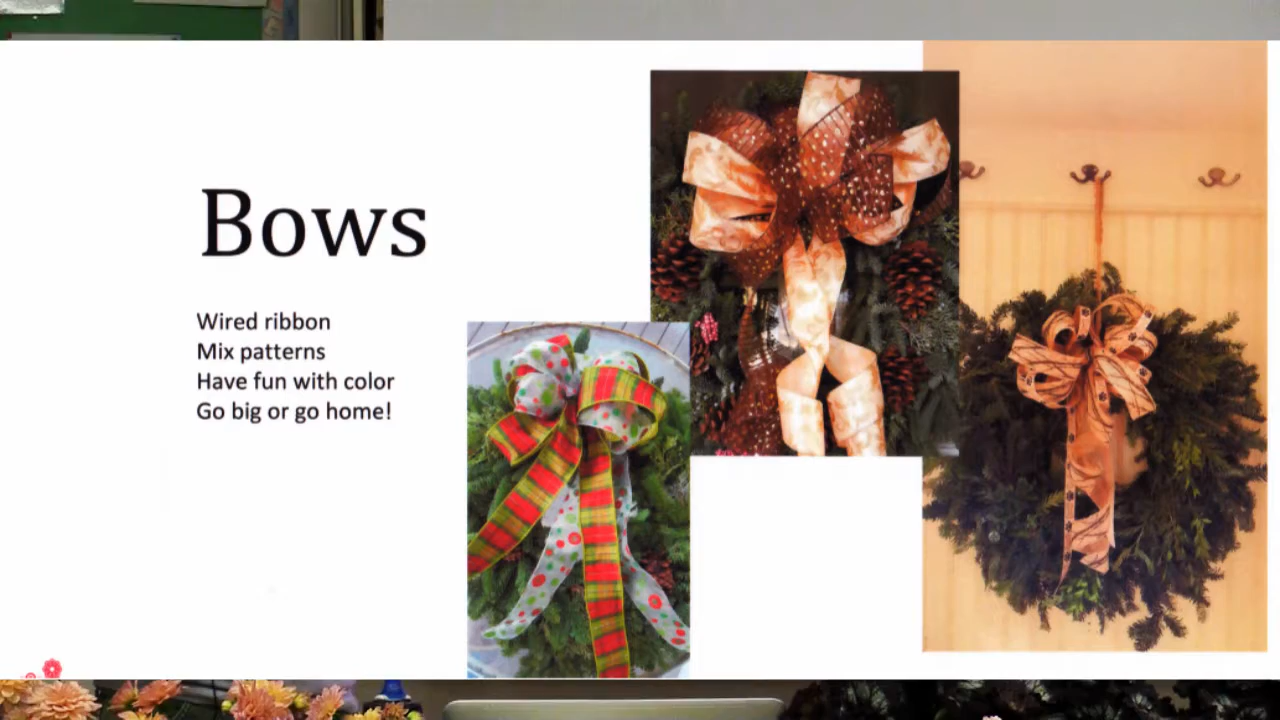 Bows
Wired ribbon
Mix patterns
Have fun with color
Go big or go home!